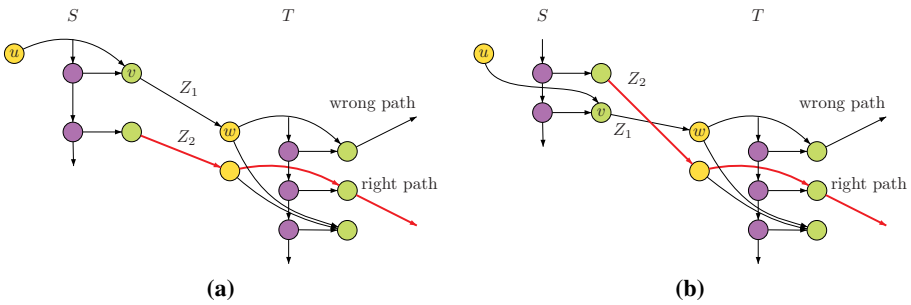 S T
u
v
Z₁
wrong path
w
Z₂
right path
(a)
S T
u
Z₂
wrong path
v
Z₁
w
right path
(b)